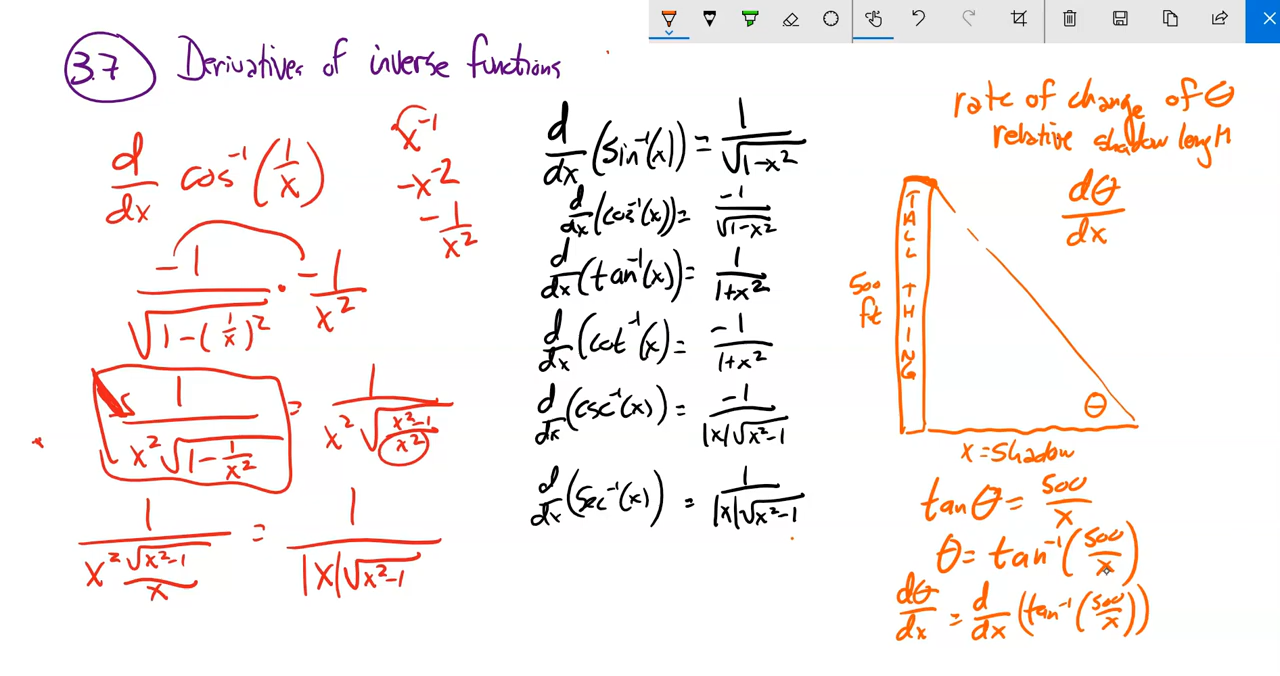 3.7 Derivatives of inverse functions
d/dx cos⁻¹(1/x)
-1/√(1-(1/x)²) · -1/x²
1/(x²√(1-1/x²)) = 1/(x²√((x²-1)/x²))
1/(x² √(x²-1)/x) = 1/(|x|√(x²-1))
x⁻¹
-x⁻²
-1/x²
d/dx (sin⁻¹(x)) = 1/√(1-x²)
d/dx (cos⁻¹(x)) = -1/√(1-x²)
d/dx (tan⁻¹(x)) = 1/(1+x²)
d/dx (cot⁻¹(x) = -1/(1+x²)
d/dx (csc⁻¹(x) = -1/(|x|√(x²-1))
d/dx (sec⁻¹(x) ) = 1/(|x|√(x²-1))
rate of change of θ
relative shadow length
dθ/dx
TALL THING
500
ft
θ
x = shadow
tan θ = 500/x
θ = tan⁻¹(500/x)
dθ/dx = d/dx (tan⁻¹(500/x))